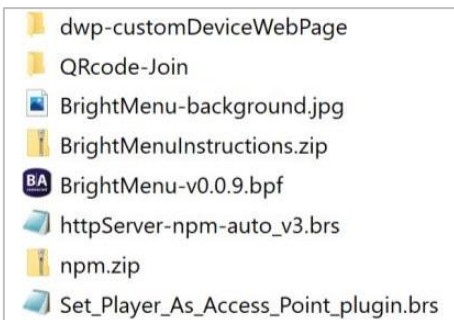 dwp-customDeviceWebPage
QRcode-Join
BrightMenu-background.jpg
BrightMenuInstructions.zip
BA BrightMenu-v0.0.9.bpf
httpServer-npm-auto_v3.brs
npm.zip
Set_Player_As_Access_Point_plugin.brs